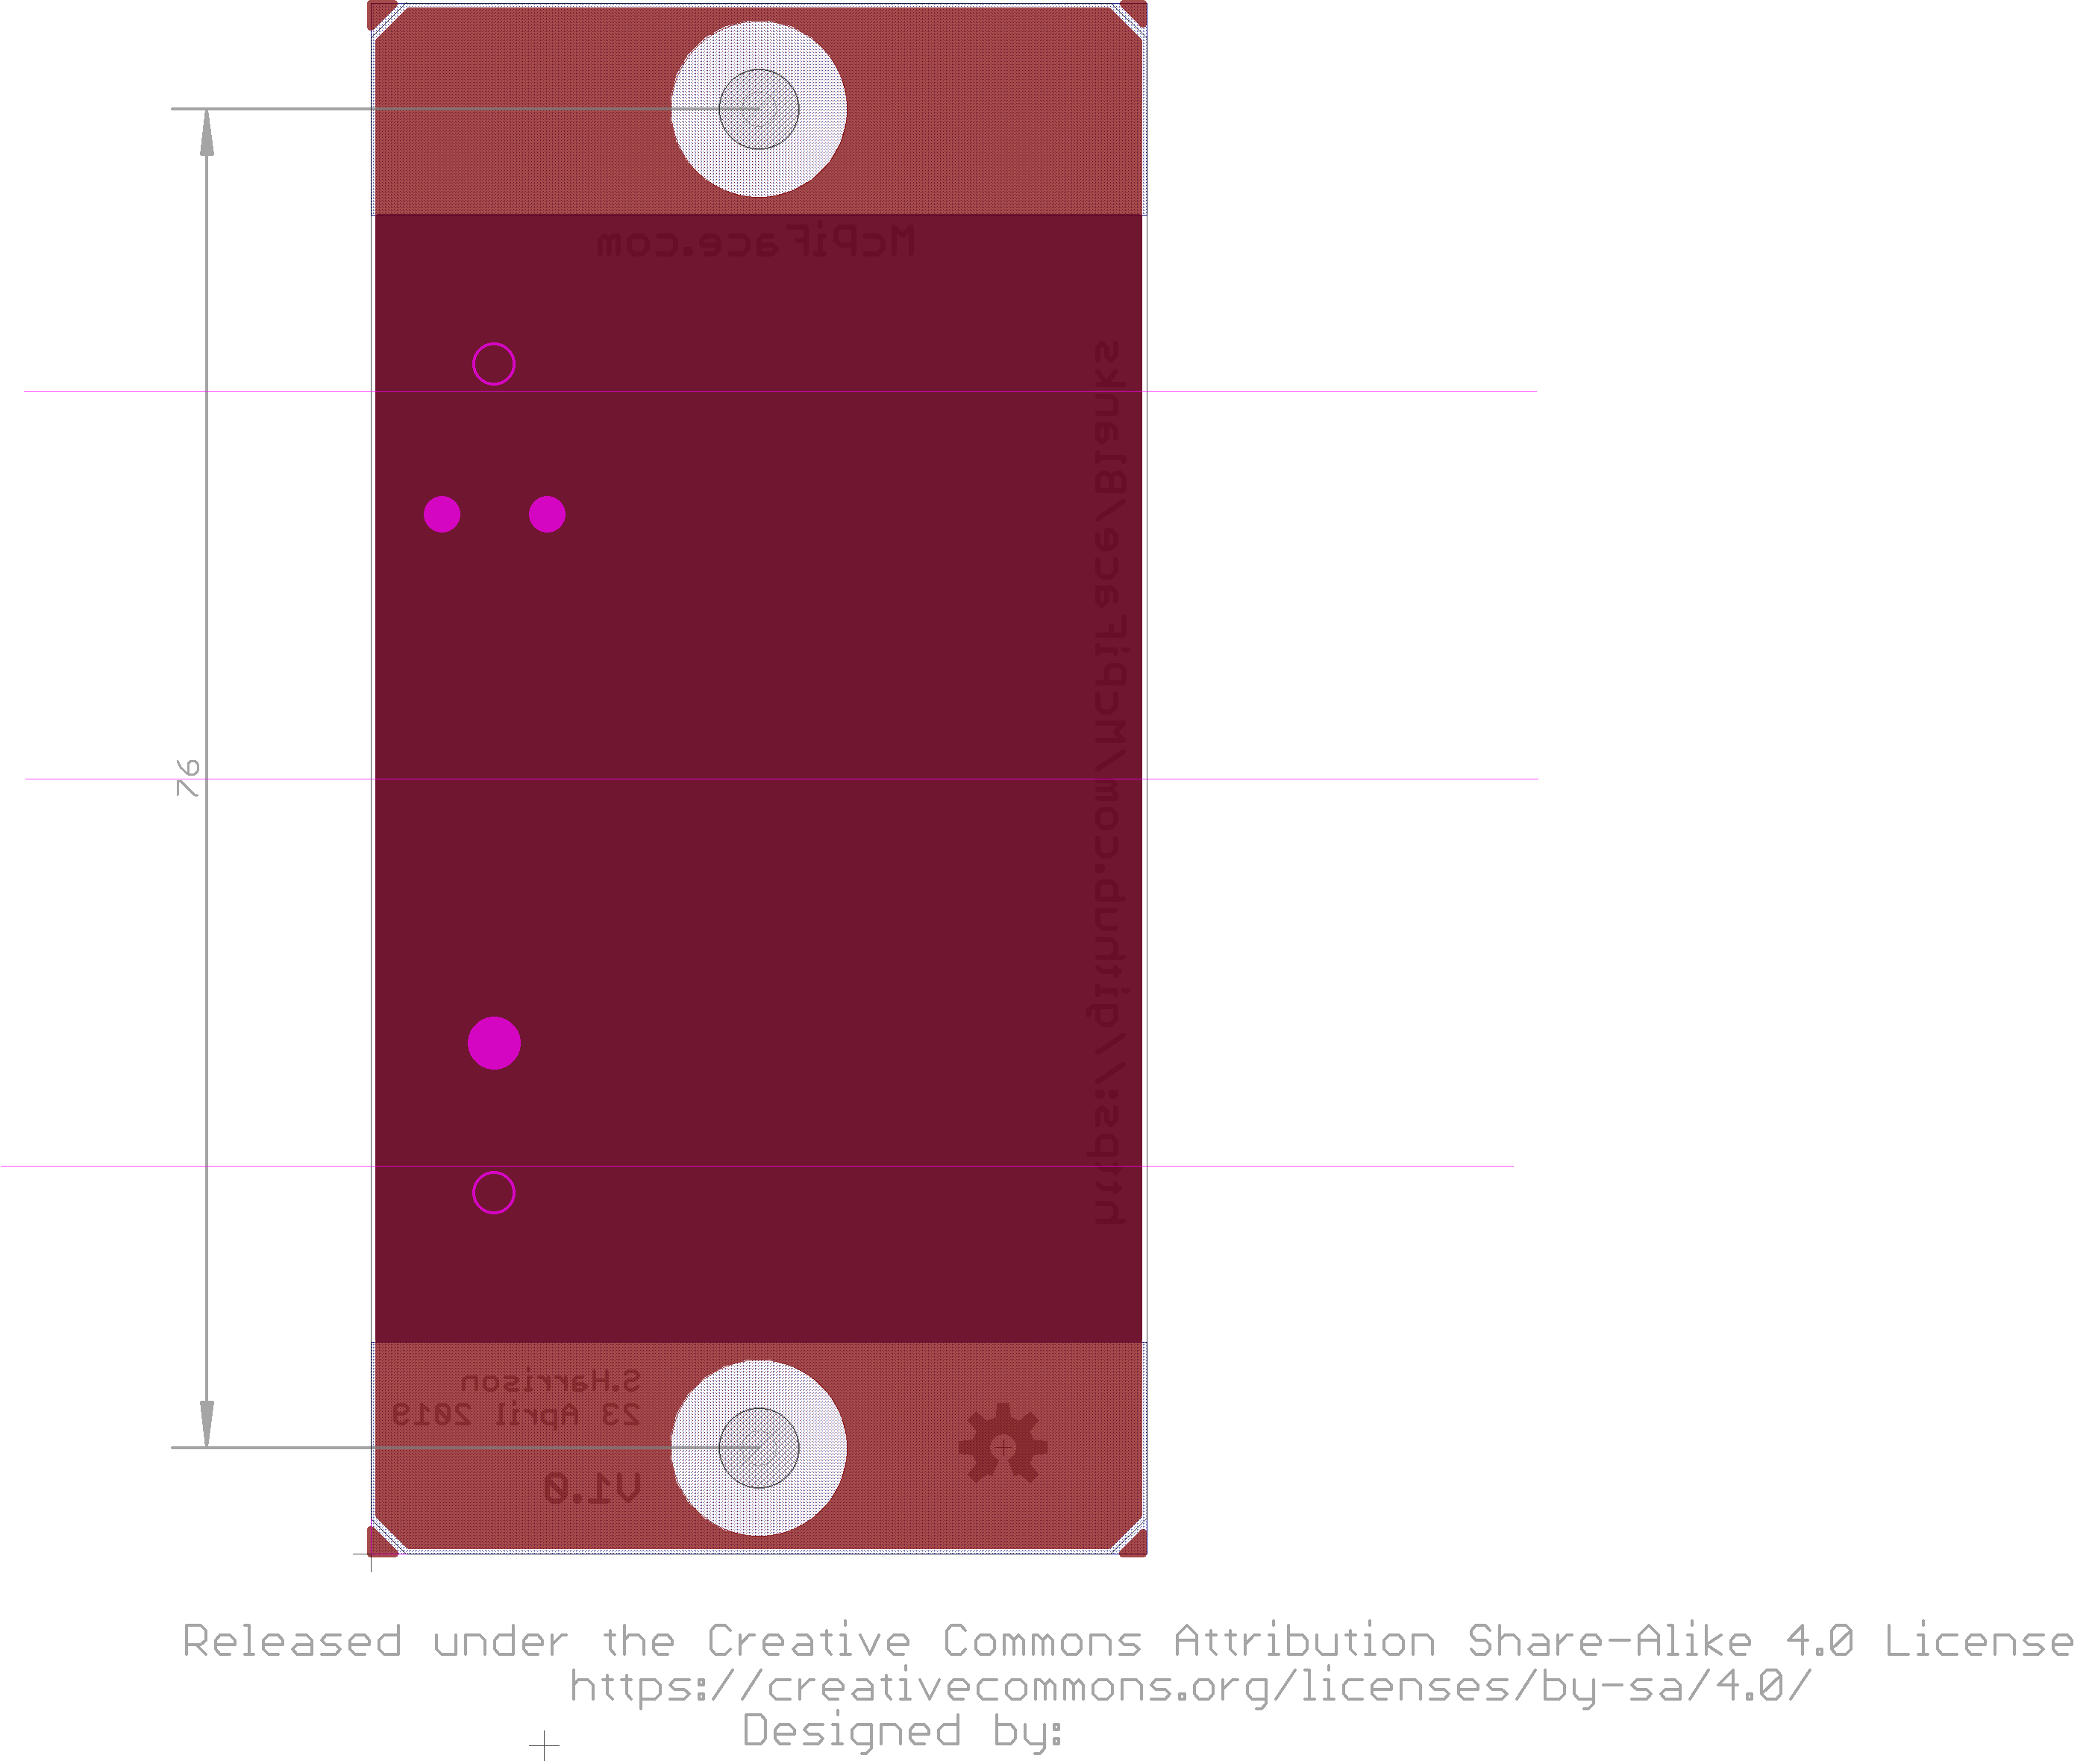 McPiFace.com
https://github.com/McPiFace/Blanks
76
S.Harrison
23 April 2019
V1.0
Released under the Creative Commons Attribution Share-Alike 4.0 License
https://creativecommons.org/licenses/by-sa/4.0/
Designed by: